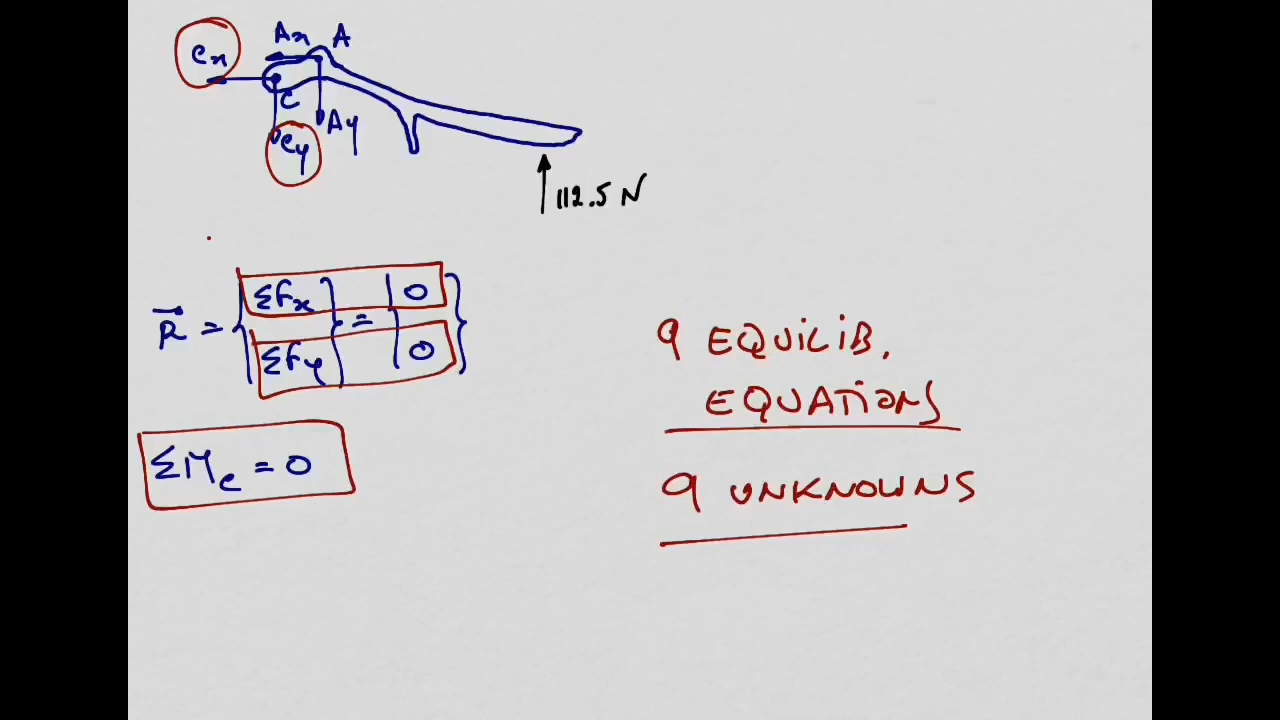 Ax A
Cx
C
Ay
Cy
112.5 N
R = { ΣFx } = | 0 }
{ ΣFy } | 0 }
9 EQUILIB.
EQUATIONS
ΣMc = 0
9 UNKNOWNS